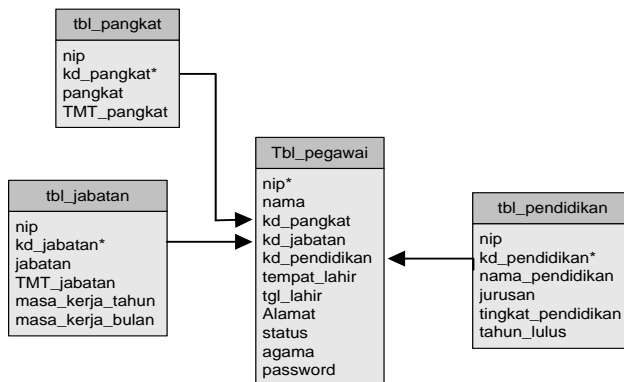 tbl_pangkat
nip
kd_pangkat*
pangkat
TMT_pangkat
tbl_jabatan
nip
kd_jabatan*
jabatan
TMT_jabatan
masa_kerja_tahun
masa_kerja_bulan
Tbl_pegawai
nip*
nama
kd_pangkat
kd_jabatan
kd_pendidikan
tempat_lahir
tgl_lahir
Alamat
status
agama
password
tbl_pendidikan
nip
kd_pendidikan*
nama_pendidikan
jurusan
tingkat_pendidikan
tahun_lulus